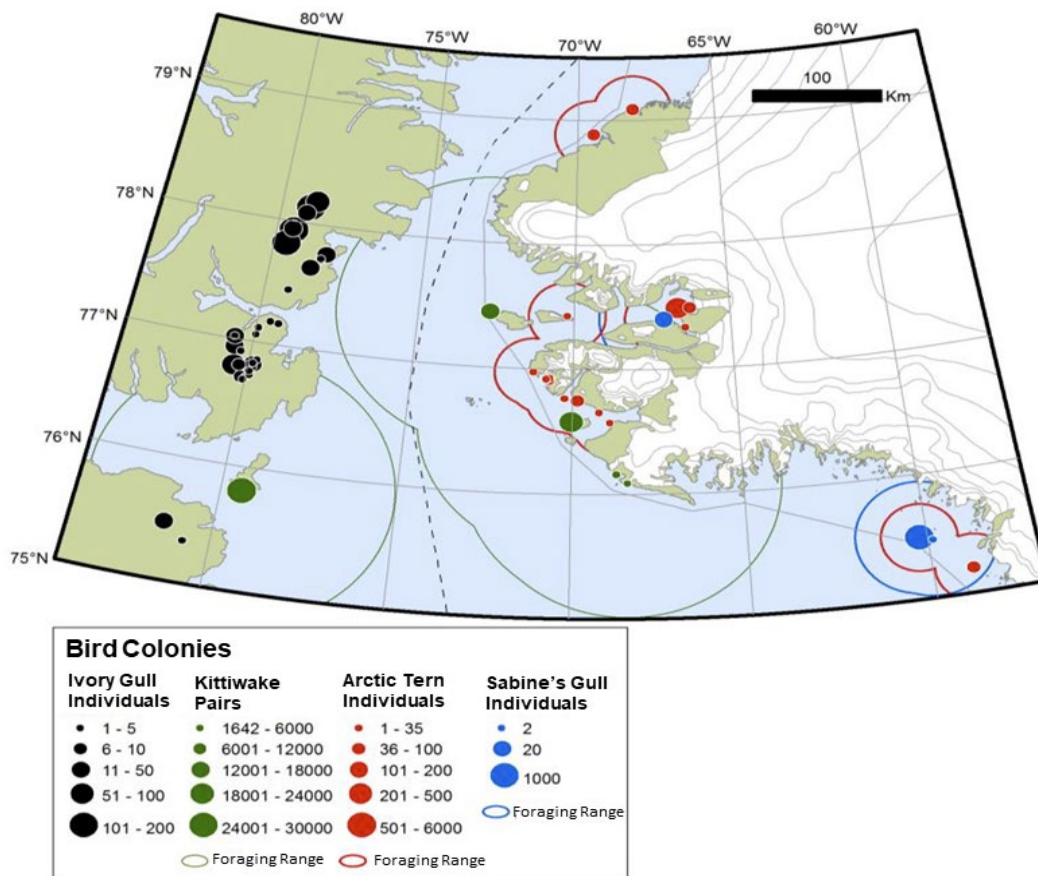 80°W
75°W
70°W
65°W
60°W
79°N
100
Km
78°N
77°N
76°N
75°N
Bird Colonies
Ivory Gull Individuals
1 - 5
6 - 10
11 - 50
51 - 100
101 - 200
Kittiwake Pairs
1642 - 6000
6001 - 12000
12001 - 18000
18001 - 24000
24001 - 30000
Foraging Range
Arctic Tern Individuals
1 - 35
36 - 100
101 - 200
201 - 500
501 - 6000
Foraging Range
Sabine's Gull Individuals
2
20
1000
Foraging Range